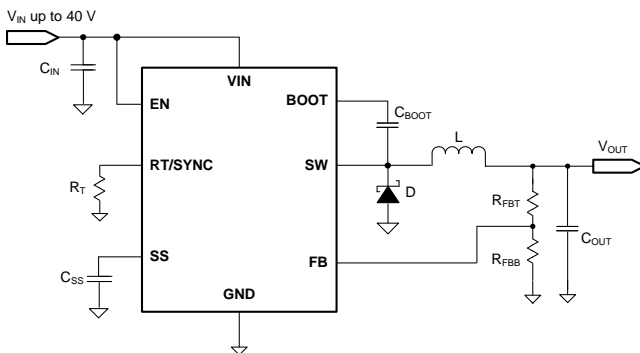 VIN up to 40 V
CIN
VIN
EN
BOOT
CBOOT
L
VOUT
RT/SYNC
SW
RT
D
RFBT
COUT
SS
CSS
FB
RFBB
GND